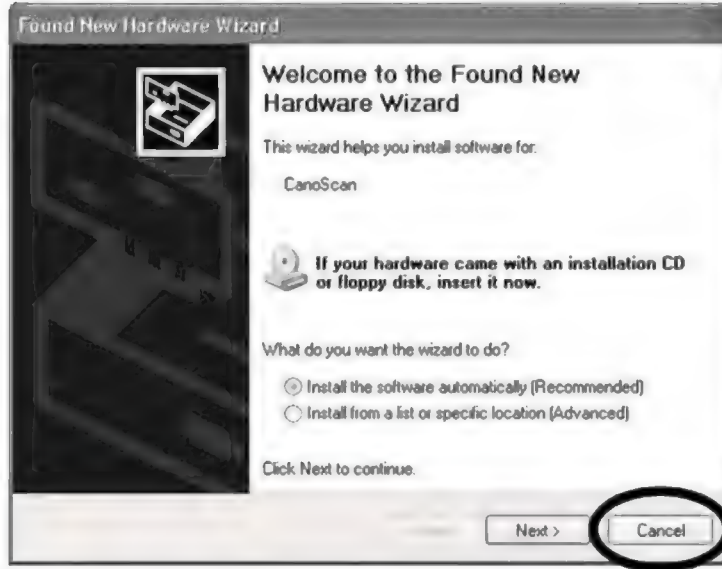 Found New Hardware Wizard
Welcome to the Found New
Hardware Wizard
This wizard helps you install software for:
CanoScan
If your hardware came with an installation CD
or floppy disk, insert it now.
What do you want the wizard to do?
Install the software automatically (Recommended)
Install from a list or specific location (Advanced)
Click Next to continue.
Next >
Cancel